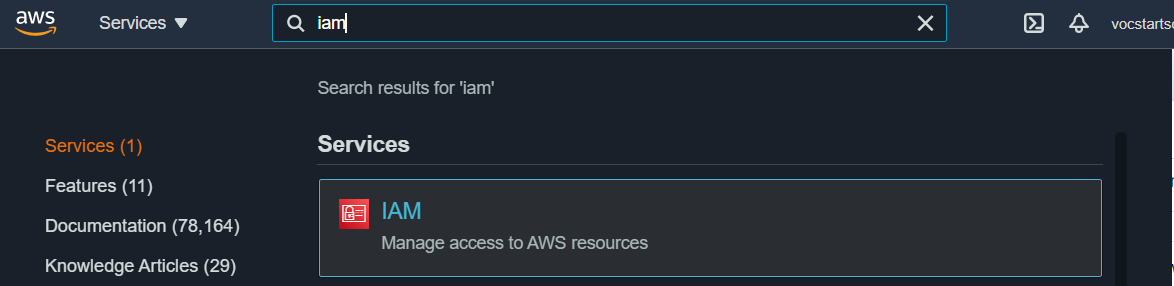 aws
Services ▼
iam
vocstarts
Search results for 'iam'
Services (1)
Features (11)
Documentation (78,164)
Knowledge Articles (29)
Services
IAM
Manage access to AWS resources